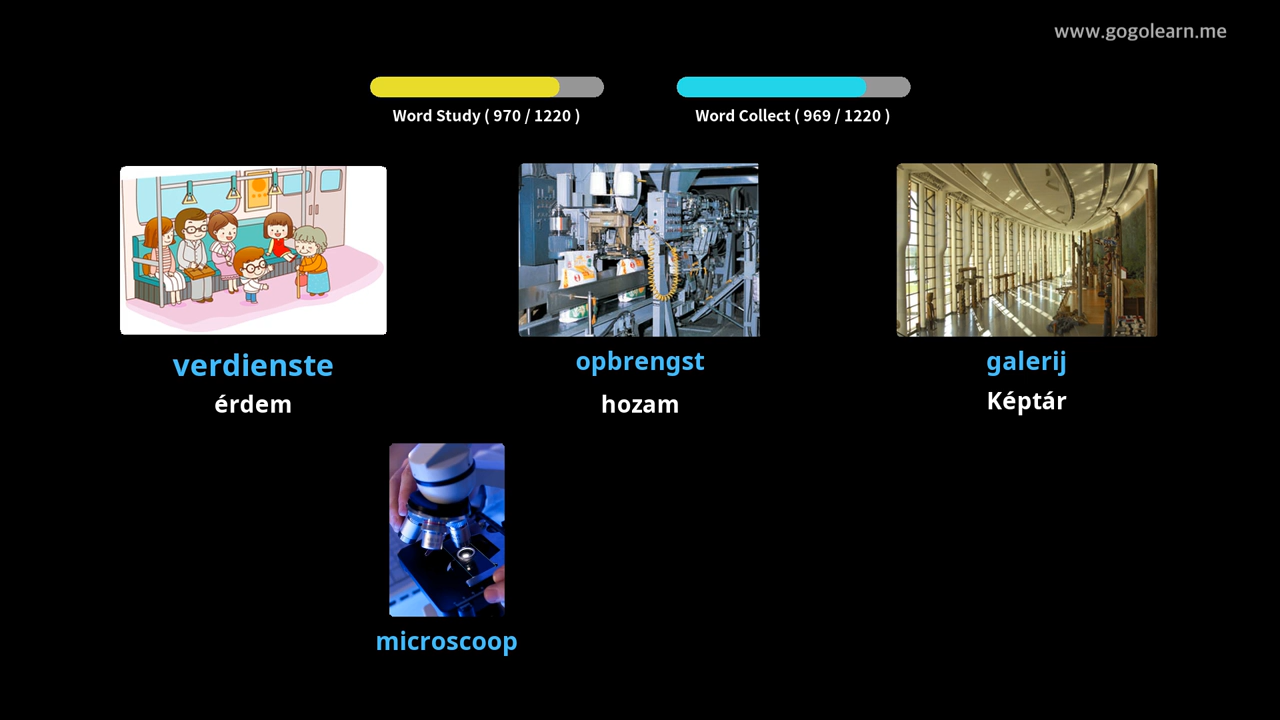 www.gogolearn.me
Word Study ( 970 / 1220 )
Word Collect ( 969 / 1220 )
verdienste
érdem
opbrengst
hozam
galerij
Képtár
microscoop